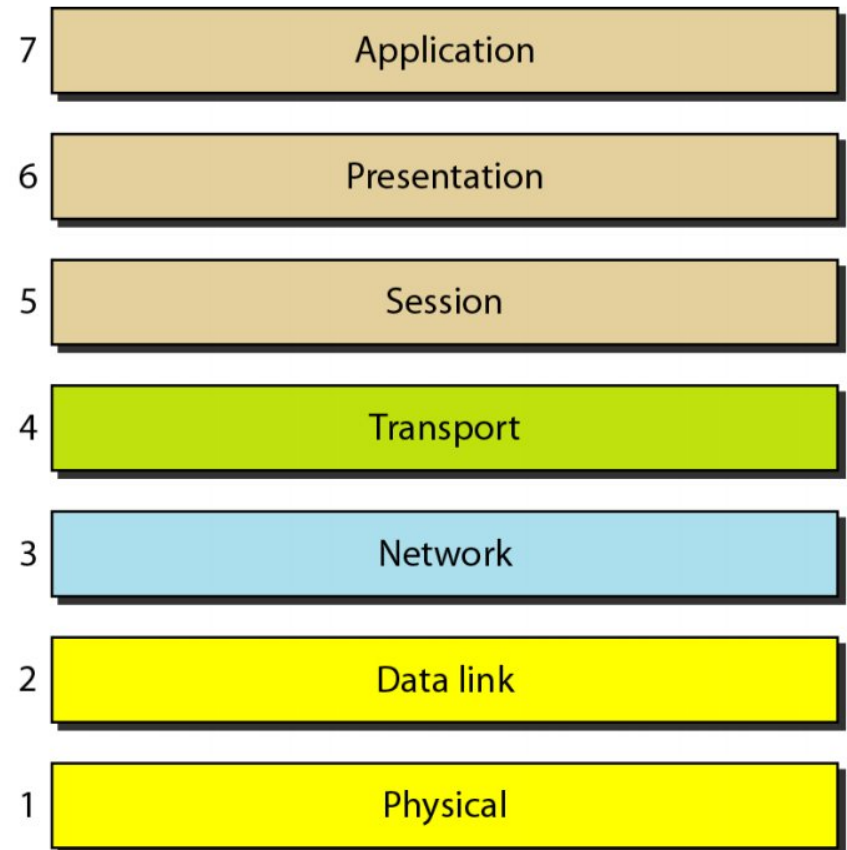 7 Application
6 Presentation
5 Session
4 Transport
3 Network
2 Data link
1 Physical